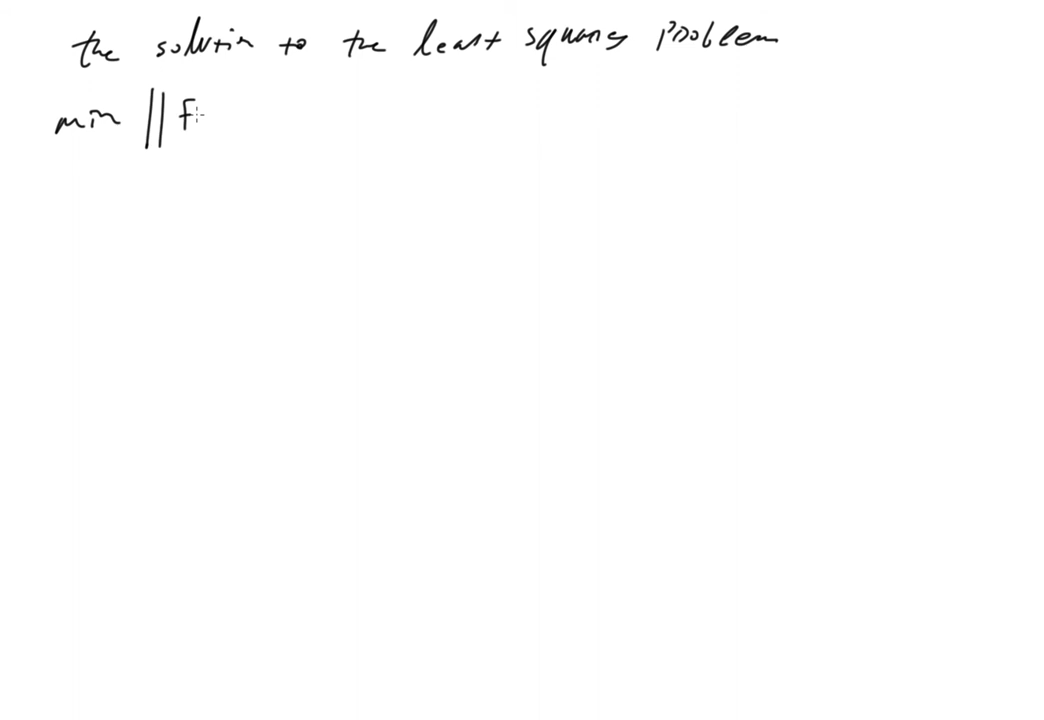 the solution to the least squares problem
min || F